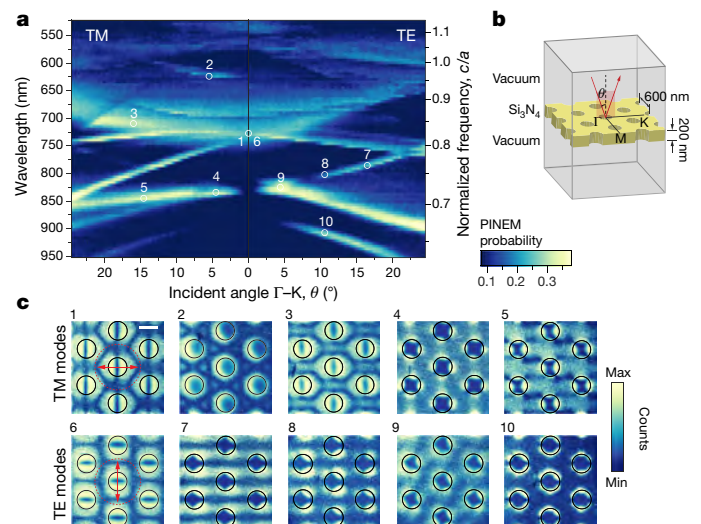 a
TM
TE
Wavelength (nm)
550
600
650
700
750
800
850
900
950
1.1
1.0
0.9
0.8
0.7
Normalized frequency, c/a
1
2
3
4
5
6
7
8
9
10
20
15
10
5
0
5
10
15
20
Incident angle Γ–K, θ (°)
b
Vacuum
Si3N4
Vacuum
θ
Γ
K
M
600 nm
200 nm
PINEM
probability
0.1
0.3
c
TM modes
1
2
3
4
5
TE modes
6
7
8
9
10
Max
Counts
Min